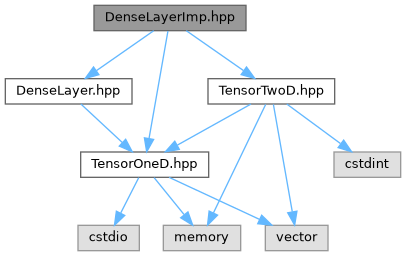 DenseLayerImp.hpp
DenseLayer.hpp
TensorTwoD.hpp
TensorOneD.hpp
cstdint
cstdio
memory
vector